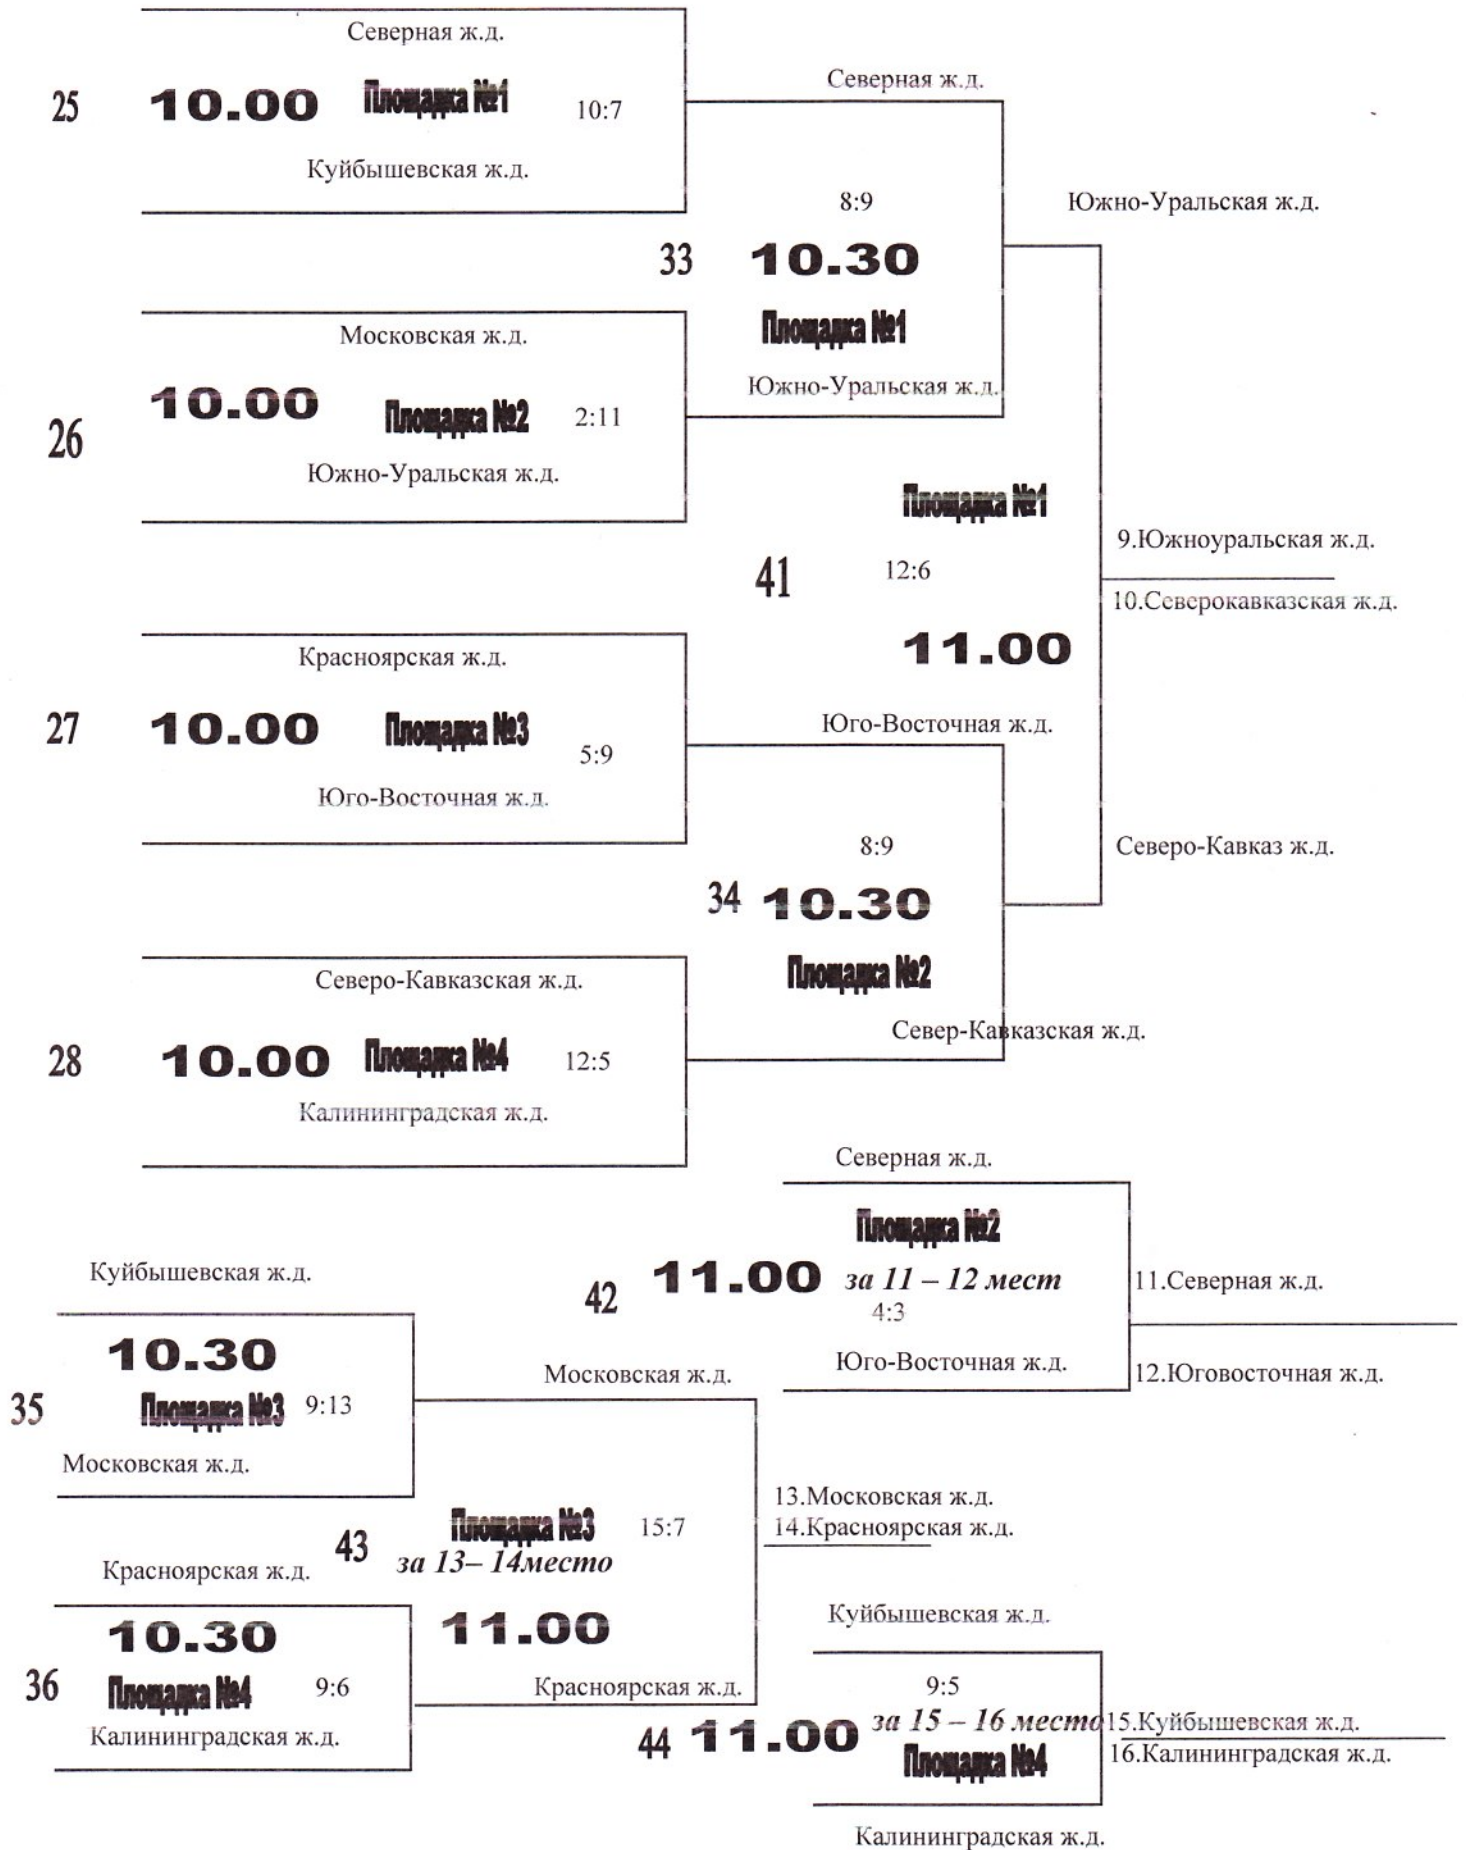 Северная ж.д.
25 10.00 Площадка №1 10:7
Куйбышевская ж.д.
Северная ж.д.
8:9
33 10.30
Площадка №1
Южно-Уральская ж.д.
Южно-Уральская ж.д.
Московская ж.д.
26 10.00 Площадка №2 2:11
Южно-Уральская ж.д.
Площадка №1
41 12:6
11.00
9.Южноуральская ж.д.
10.Северокавказская ж.д.
Красноярская ж.д.
27 10.00 Площадка №3 5:9
Юго-Восточная ж.д.
Юго-Восточная ж.д.
8:9
34 10.30
Площадка №2
Север-Кавказская ж.д.
Северо-Кавказ ж.д.
Северо-Кавказская ж.д.
28 10.00 Площадка №4 12:5
Калининградская ж.д.
Северная ж.д.
Площадка №2
42 11.00 за 11 – 12 мест
4:3
Юго-Восточная ж.д.
11.Северная ж.д.
12.Юговосточная ж.д.
Куйбышевская ж.д.
10.30
35 Площадка №3 9:13
Московская ж.д.
Московская ж.д.
43 Площадка №3 15:7
за 13– 14место
11.00
Красноярская ж.д.
13.Московская ж.д.
14.Красноярская ж.д.
Красноярская ж.д.
10.30
36 Площадка №4 9:6
Калининградская ж.д.
Куйбышевская ж.д.
9:5
44 11.00 за 15 – 16 место
Площадка №4
Калининградская ж.д.
15.Куйбышевская ж.д.
16.Калининградская ж.д.